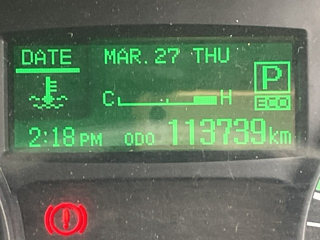 DATE MAR. 27 THU
P
C H ECO
2:18 PM ODO 113739 km